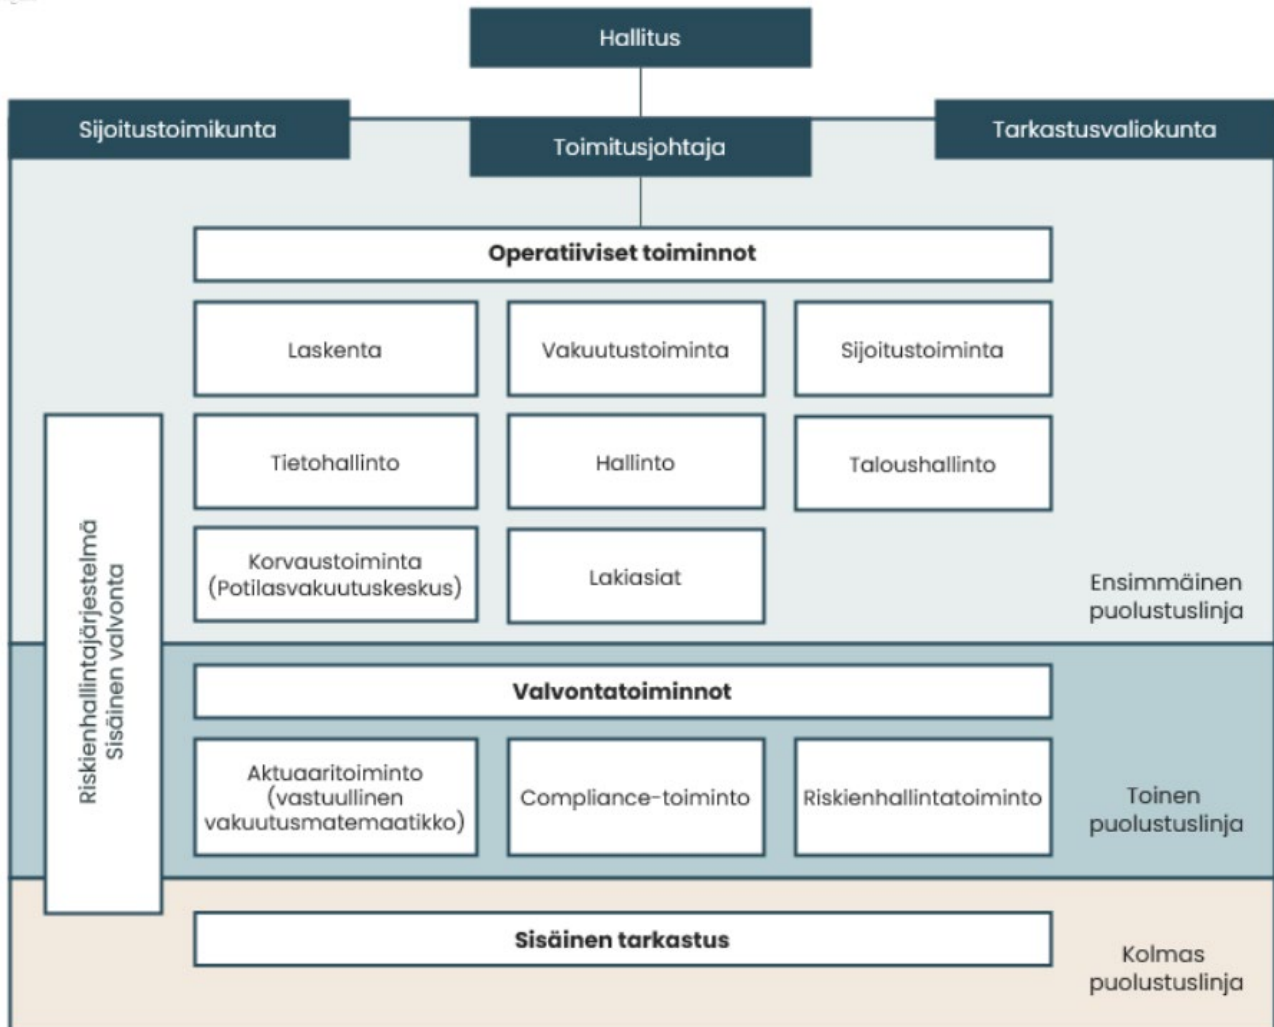 Hallitus
Sijoitustoimikunta
Toimitusjohtaja
Tarkastusvaliokunta
Operatiiviset toiminnot
Laskenta
Vakuutustoiminta
Sijoitustoiminta
Tietohallinto
Hallinto
Taloushallinto
Korvaustoiminta
(Potilasvakuutuskeskus)
Lakiasiat
Ensimmäinen
puolustuslinja
Riskienhallintajärjestelmä
Sisäinen valvonta
Valvontatoiminnot
Aktuaaritoiminto
(vastuullinen
vakuutusmatemaatikko)
Compliance-toiminto
Riskienhallintatoiminto
Toinen
puolustuslinja
Sisäinen tarkastus
Kolmas
puolustuslinja